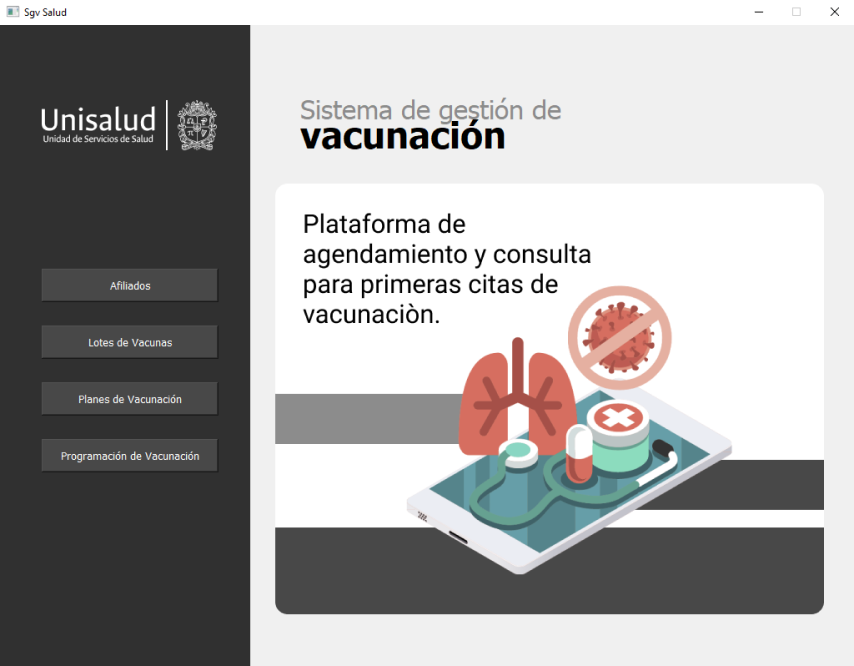 Sgv Salud
Unisalud
Unidad de Servicios de Salud
Afiliados
Lotes de Vacunas
Planes de Vacunación
Programación de Vacunación
Sistema de gestión de
vacunación
Plataforma de
agendamiento y consulta
para primeras citas de
vacunaciòn.